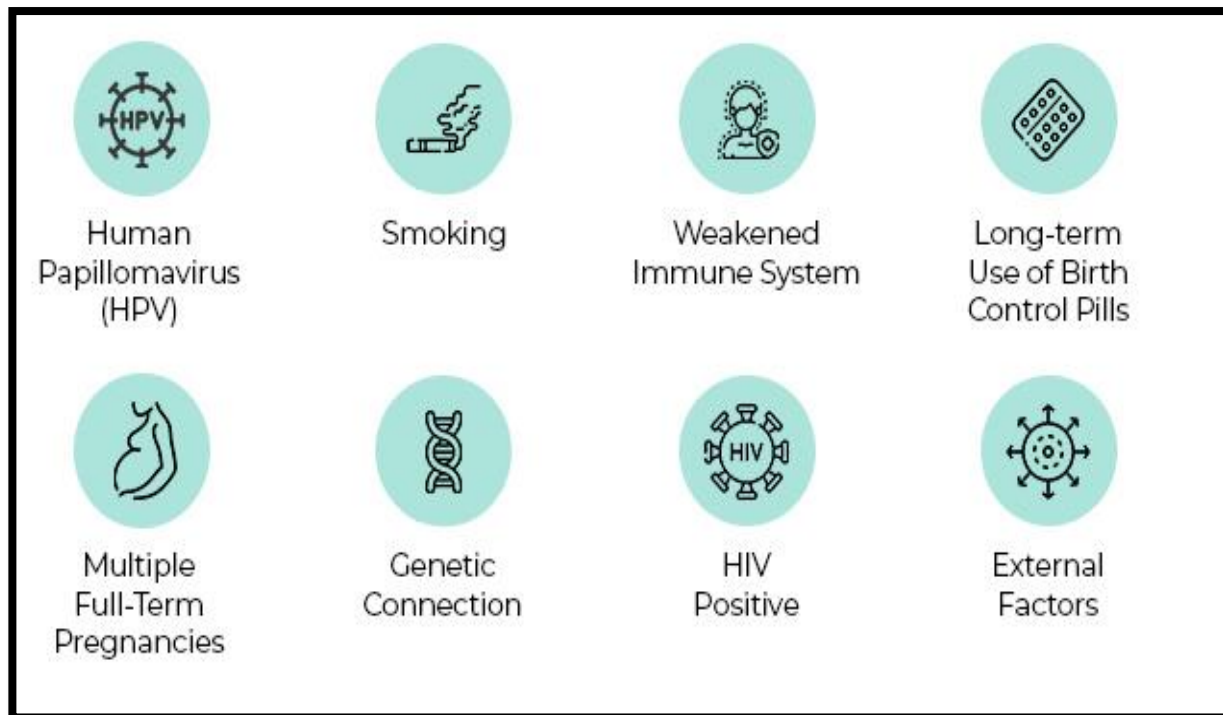 HPV
Human
Papillomavirus
(HPV)
Smoking
Weakened
Immune System
Long-term
Use of Birth
Control Pills
Multiple
Full-Term
Pregnancies
Genetic
Connection
HIV
HIV
Positive
External
Factors